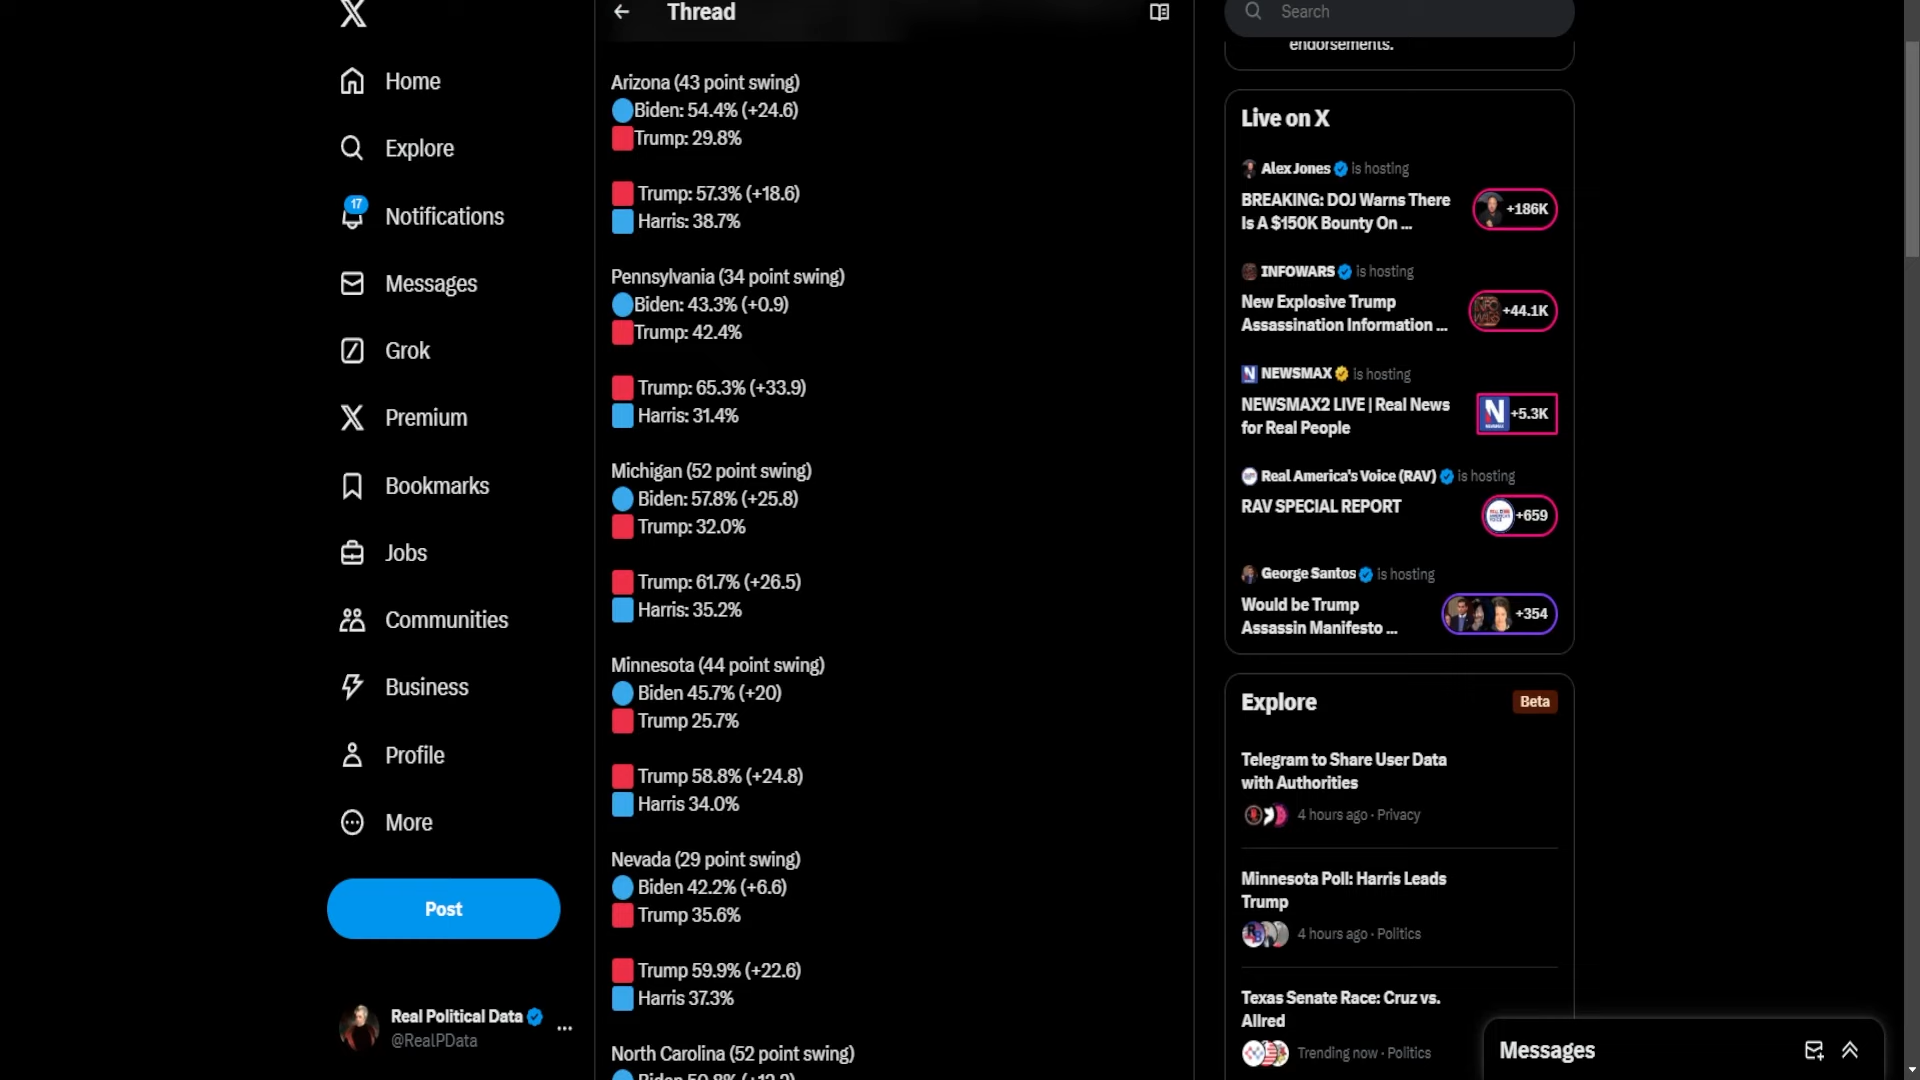 Home
Explore
17
Notifications
Messages
Grok
Premium
Bookmarks
Jobs
Communities
Business
Profile
More
Post
Real Political Data
@RealPData
Thread
Arizona (43 point swing)
Biden: 54.4% (+24.6)
Trump: 29.8%
Trump: 57.3% (+18.6)
Harris: 38.7%
Pennsylvania (34 point swing)
Biden: 43.3% (+0.9)
Trump: 42.4%
Trump: 65.3% (+33.9)
Harris: 31.4%
Michigan (52 point swing)
Biden: 57.8% (+25.8)
Trump: 32.0%
Trump: 61.7% (+26.5)
Harris: 35.2%
Minnesota (44 point swing)
Biden 45.7% (+20)
Trump 25.7%
Trump 58.8% (+24.8)
Harris 34.0%
Nevada (29 point swing)
Biden 42.2% (+6.6)
Trump 35.6%
Trump 59.9% (+22.6)
Harris 37.3%
North Carolina (52 point swing)
Search
endorsements.
Live on X
Alex Jones is hosting
BREAKING: DOJ Warns There
Is A $150K Bounty On ...
+186K
INFOWARS is hosting
New Explosive Trump
Assassination Information ...
+44.1K
NEWSMAX is hosting
NEWSMAX2 LIVE | Real News
for Real People
+5.3K
Real America's Voice (RAV) is hosting
RAV SPECIAL REPORT
+659
George Santos is hosting
Would be Trump
Assassin Manifesto ...
+354
Explore
Beta
Telegram to Share User Data
with Authorities
4 hours ago · Privacy
Minnesota Poll: Harris Leads
Trump
4 hours ago · Politics
Texas Senate Race: Cruz vs.
Allred
Trending now · Politics
Messages